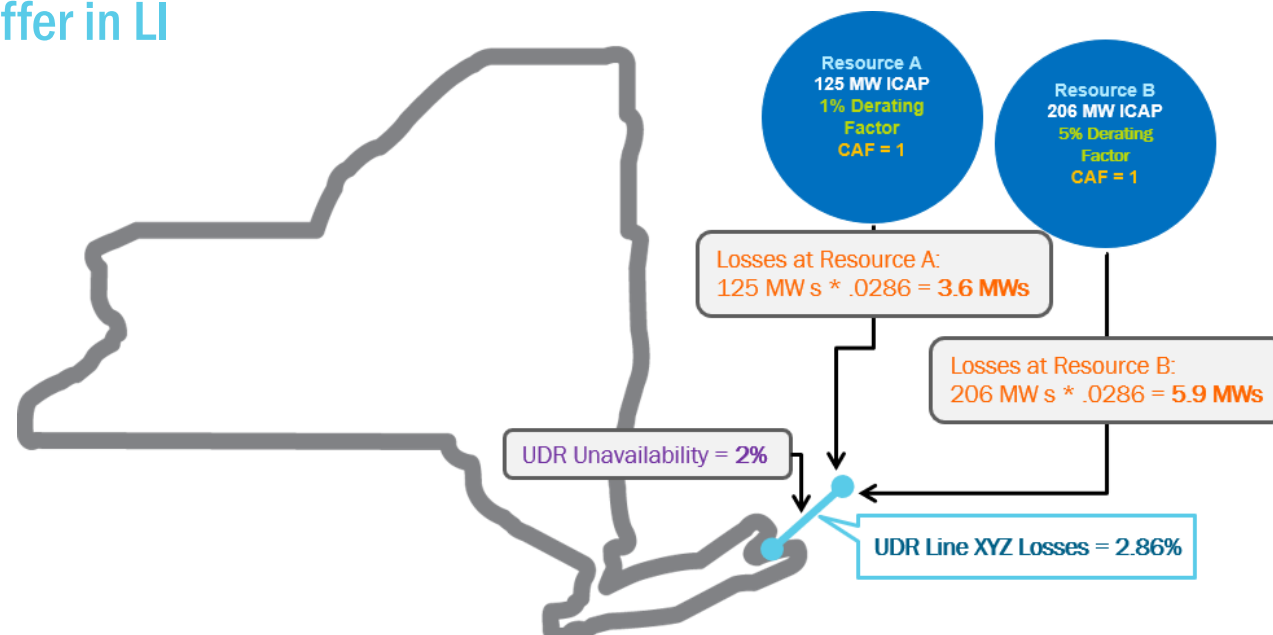 ffer in LI
Resource A
125 MW ICAP
1% Derating
Factor
CAF = 1
Resource B
206 MW ICAP
5% Derating
Factor
CAF = 1
Losses at Resource A:
125 MW s * .0286 = 3.6 MWs
Losses at Resource B:
206 MW s * .0286 = 5.9 MWs
UDR Unavailability = 2%
UDR Line XYZ Losses = 2.86%